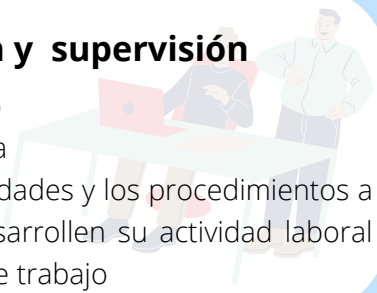 y supervisión
a
dades y los procedimientos a
sarrollen su actividad laboral
e trabajo